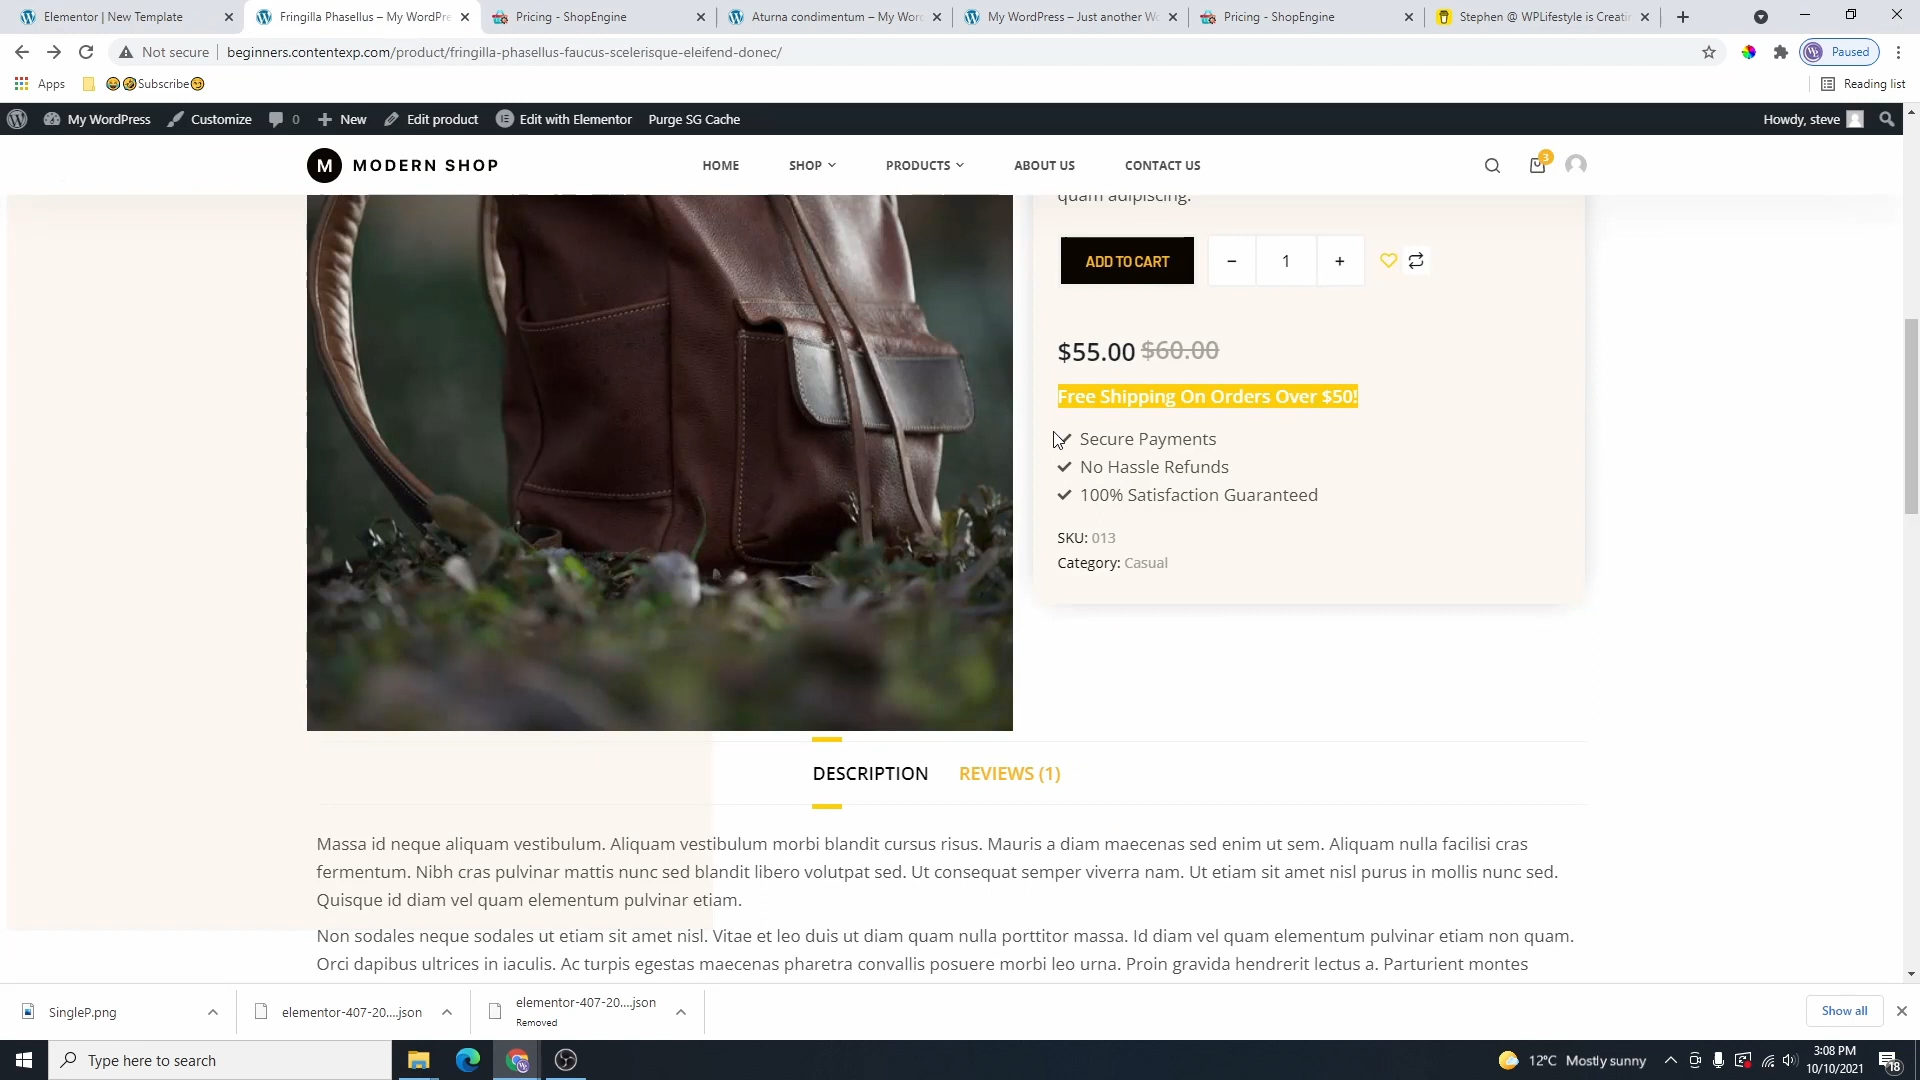 Elementor | New Template
Fringilla Phasellus – My WordPre
Pricing - ShopEngine
Aturna condimentum – My Wor
My WordPress – Just another W
Pricing - ShopEngine
Stephen @ WPLifestyle is Creati
Not secure
beginners.contentexp.com/product/fringilla-phasellus-faucus-scelerisque-eleifend-donec/
Paused
Apps
😂🤣Subscribe😏
Reading list
My WordPress
Customize
0
New
Edit product
Edit with Elementor
Purge SG Cache
Howdy, steve
M MODERN SHOP
HOME
SHOP
PRODUCTS
ABOUT US
CONTACT US
3
quam adipiscing.
ADD TO CART
- 1 +
$55.00 $60.00
Free Shipping On Orders Over $50!
Secure Payments
No Hassle Refunds
100% Satisfaction Guaranteed
SKU: 013
Category: Casual
DESCRIPTION
REVIEWS (1)
Massa id neque aliquam vestibulum. Aliquam vestibulum morbi blandit cursus risus. Mauris a diam maecenas sed enim ut sem. Aliquam nulla facilisi cras
fermentum. Nibh cras pulvinar mattis nunc sed blandit libero volutpat sed. Ut consequat semper viverra nam. Ut etiam sit amet nisl purus in mollis nunc sed.
Quisque id diam vel quam elementum pulvinar etiam.
Non sodales neque sodales ut etiam sit amet nisl. Vitae et leo duis ut diam quam nulla porttitor massa. Id diam vel quam elementum pulvinar etiam non quam.
Orci dapibus ultrices in iaculis. Ac turpis egestas maecenas pharetra convallis posuere morbi leo urna. Proin gravida hendrerit lectus a. Parturient montes
SingleP.png
elementor-407-20....json
elementor-407-20....json
Removed
Show all
Type here to search
12°C Mostly sunny
3:08 PM
10/10/2021
18